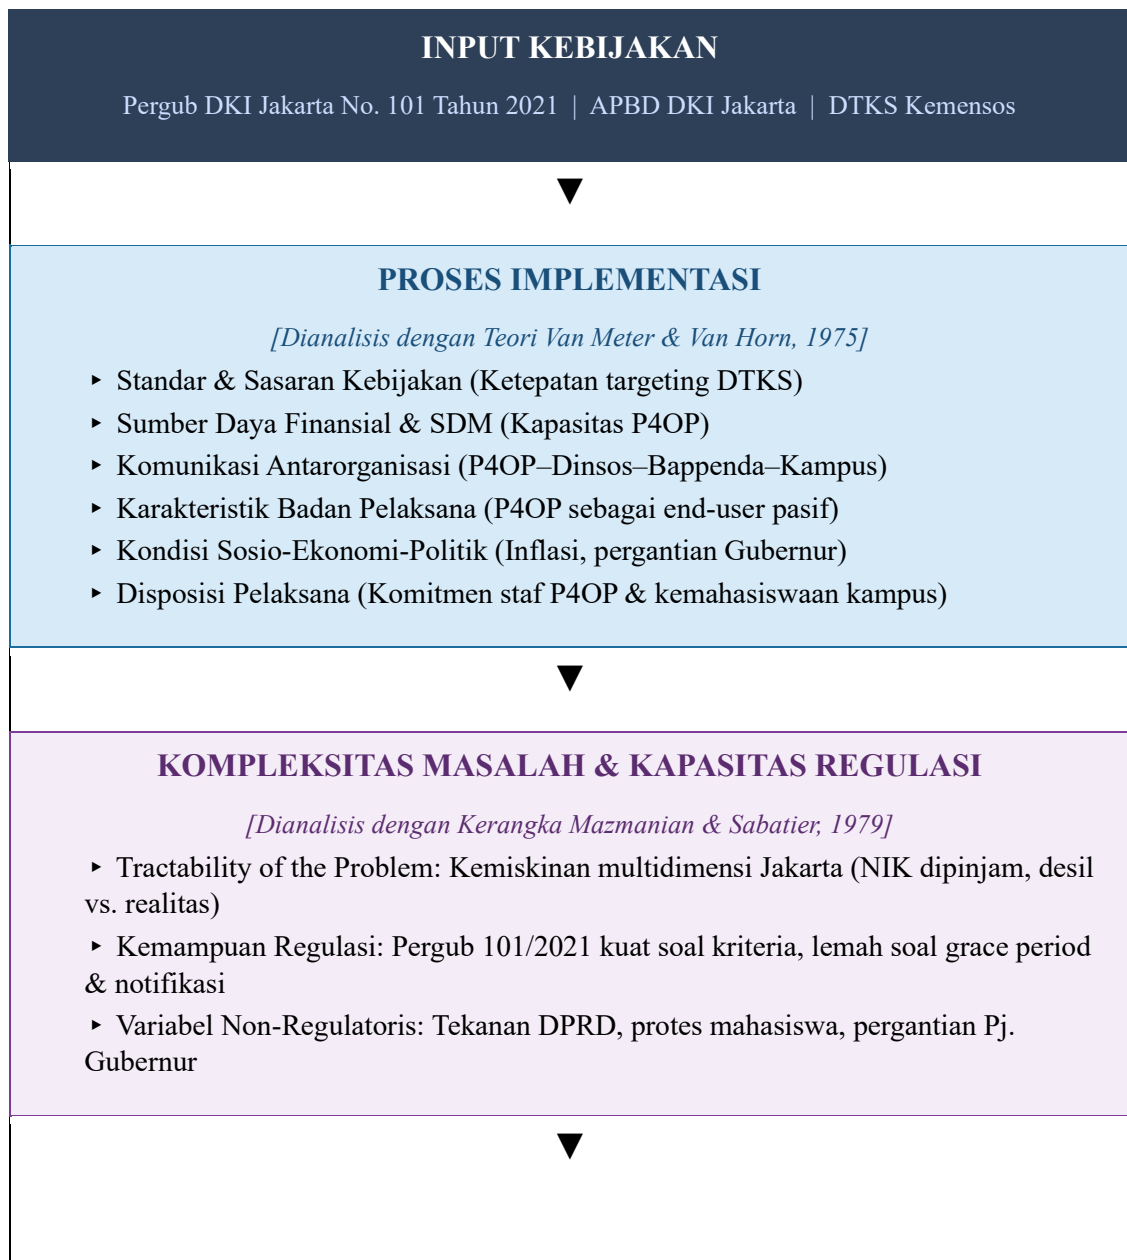 INPUT KEBIJAKAN
Pergub DKI Jakarta No. 101 Tahun 2021 | APBD DKI Jakarta | DTKS Kemensos
▼
PROSES IMPLEMENTASI
[Dianalisis dengan Teori Van Meter & Van Horn, 1975]
‣ Standar & Sasaran Kebijakan (Ketepatan targeting DTKS)
‣ Sumber Daya Finansial & SDM (Kapasitas P4OP)
‣ Komunikasi Antarorganisasi (P4OP–Dinsos–Bappenda–Kampus)
‣ Karakteristik Badan Pelaksana (P4OP sebagai end-user pasif)
‣ Kondisi Sosio-Ekonomi-Politik (Inflasi, pergantian Gubernur)
‣ Disposisi Pelaksana (Komitmen staf P4OP & kemahasiswaan kampus)
▼
KOMPLEKSITAS MASALAH & KAPASITAS REGULASI
[Dianalisis dengan Kerangka Mazmanian & Sabatier, 1979]
‣ Tractability of the Problem: Kemiskinan multidimensi Jakarta (NIK dipinjam, desil
vs. realitas)
‣ Kemampuan Regulasi: Pergub 101/2021 kuat soal kriteria, lemah soal grace period
& notifikasi
‣ Variabel Non-Regulatoris: Tekanan DPRD, protes mahasiswa, pergantian Pj.
Gubernur
▼